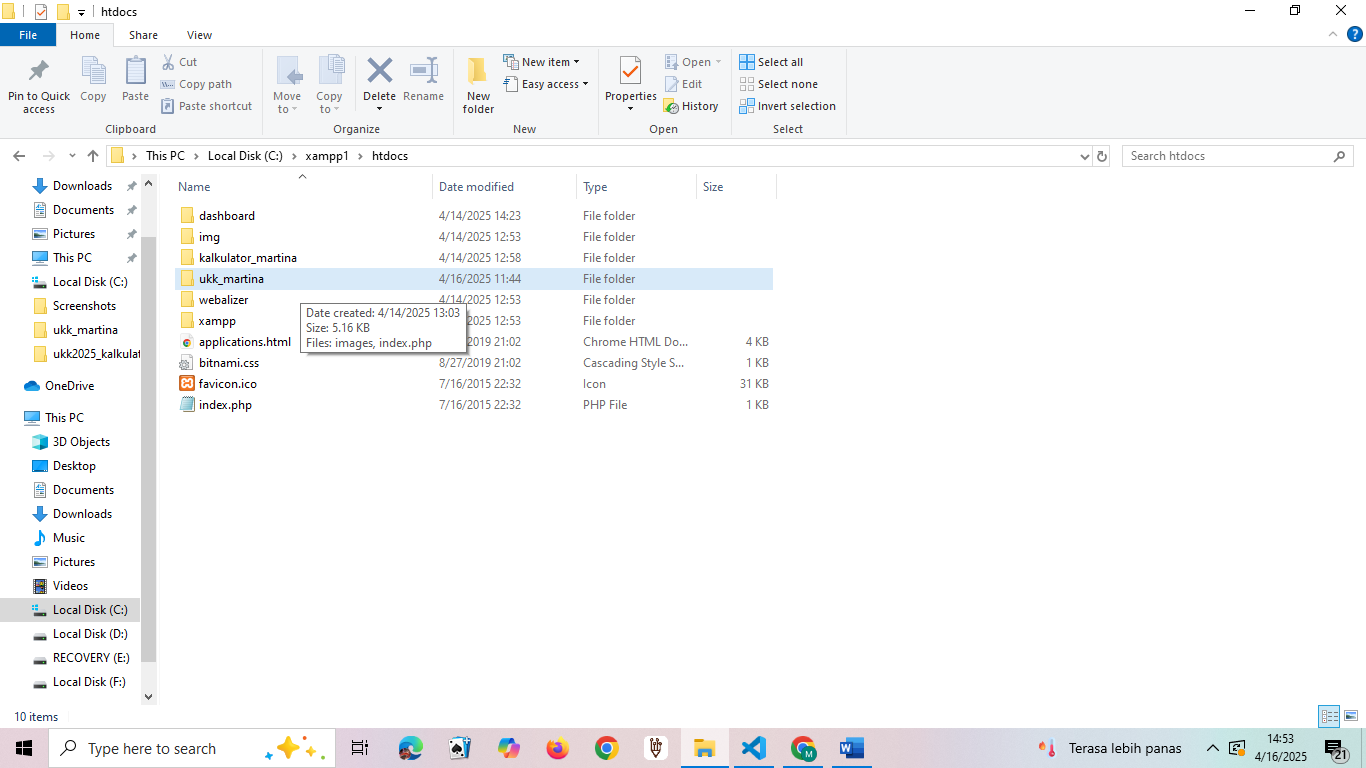 htdocs
File Home Share View
Pin to Quick access
Copy
Paste
Cut
Copy path
Paste shortcut
Clipboard
Move to
Copy to
Delete
Rename
Organize
New folder
New item
Easy access
New
Properties
Open
Edit
History
Open
Select all
Select none
Invert selection
Select
This PC > Local Disk (C:) > xampp1 > htdocs
Search htdocs
Downloads
Documents
Pictures
This PC
Local Disk (C:)
Screenshots
ukk_martina
ukk2025_kalkulat
OneDrive
This PC
3D Objects
Desktop
Documents
Downloads
Music
Pictures
Videos
Local Disk (C:)
Local Disk (D:)
RECOVERY (E:)
Local Disk (F:)
Name Date modified Type Size
dashboard 4/14/2025 14:23 File folder
img 4/14/2025 12:53 File folder
kalkulator_martina 4/14/2025 12:58 File folder
ukk_martina 4/16/2025 11:44 File folder
webalizer 4/14/2025 12:53 File folder
xampp 2025 12:53 File folder
applications.html 2019 21:02 Chrome HTML Do... 4 KB
bitnami.css 8/27/2019 21:02 Cascading Style S... 1 KB
favicon.ico 7/16/2015 22:32 Icon 31 KB
index.php 7/16/2015 22:32 PHP File 1 KB
Date created: 4/14/2025 13:03
Size: 5.16 KB
Files: images, index.php
10 items
Type here to search
M
Terasa lebih panas
14:53
4/16/2025
21